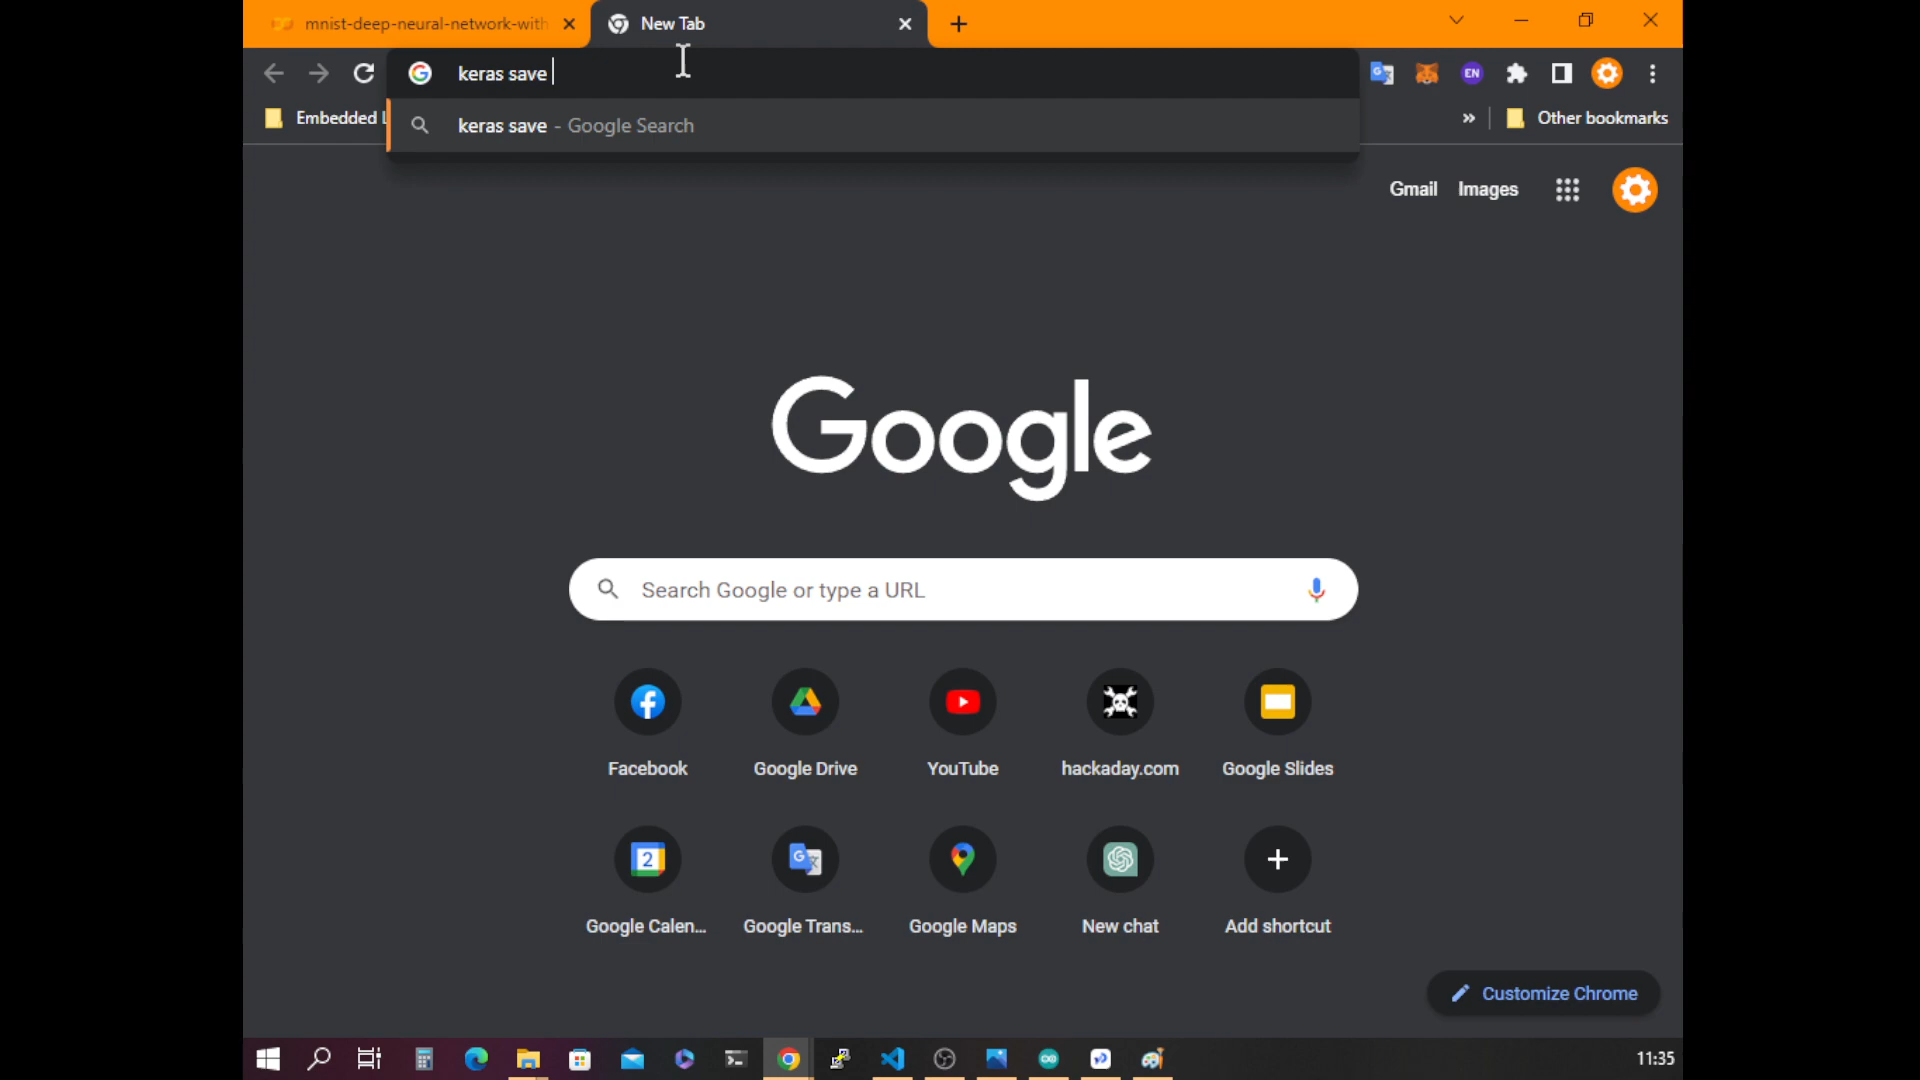 mnist-deep-neural-network-with
New Tab
keras save
EN
keras save - Google Search
Embedded L
Other bookmarks
Gmail Images
Google
Search Google or type a URL
Facebook Google Drive YouTube hackaday.com Google Slides
2
Google Calen... Google Trans... Google Maps New chat Add shortcut
Customize Chrome
11:35